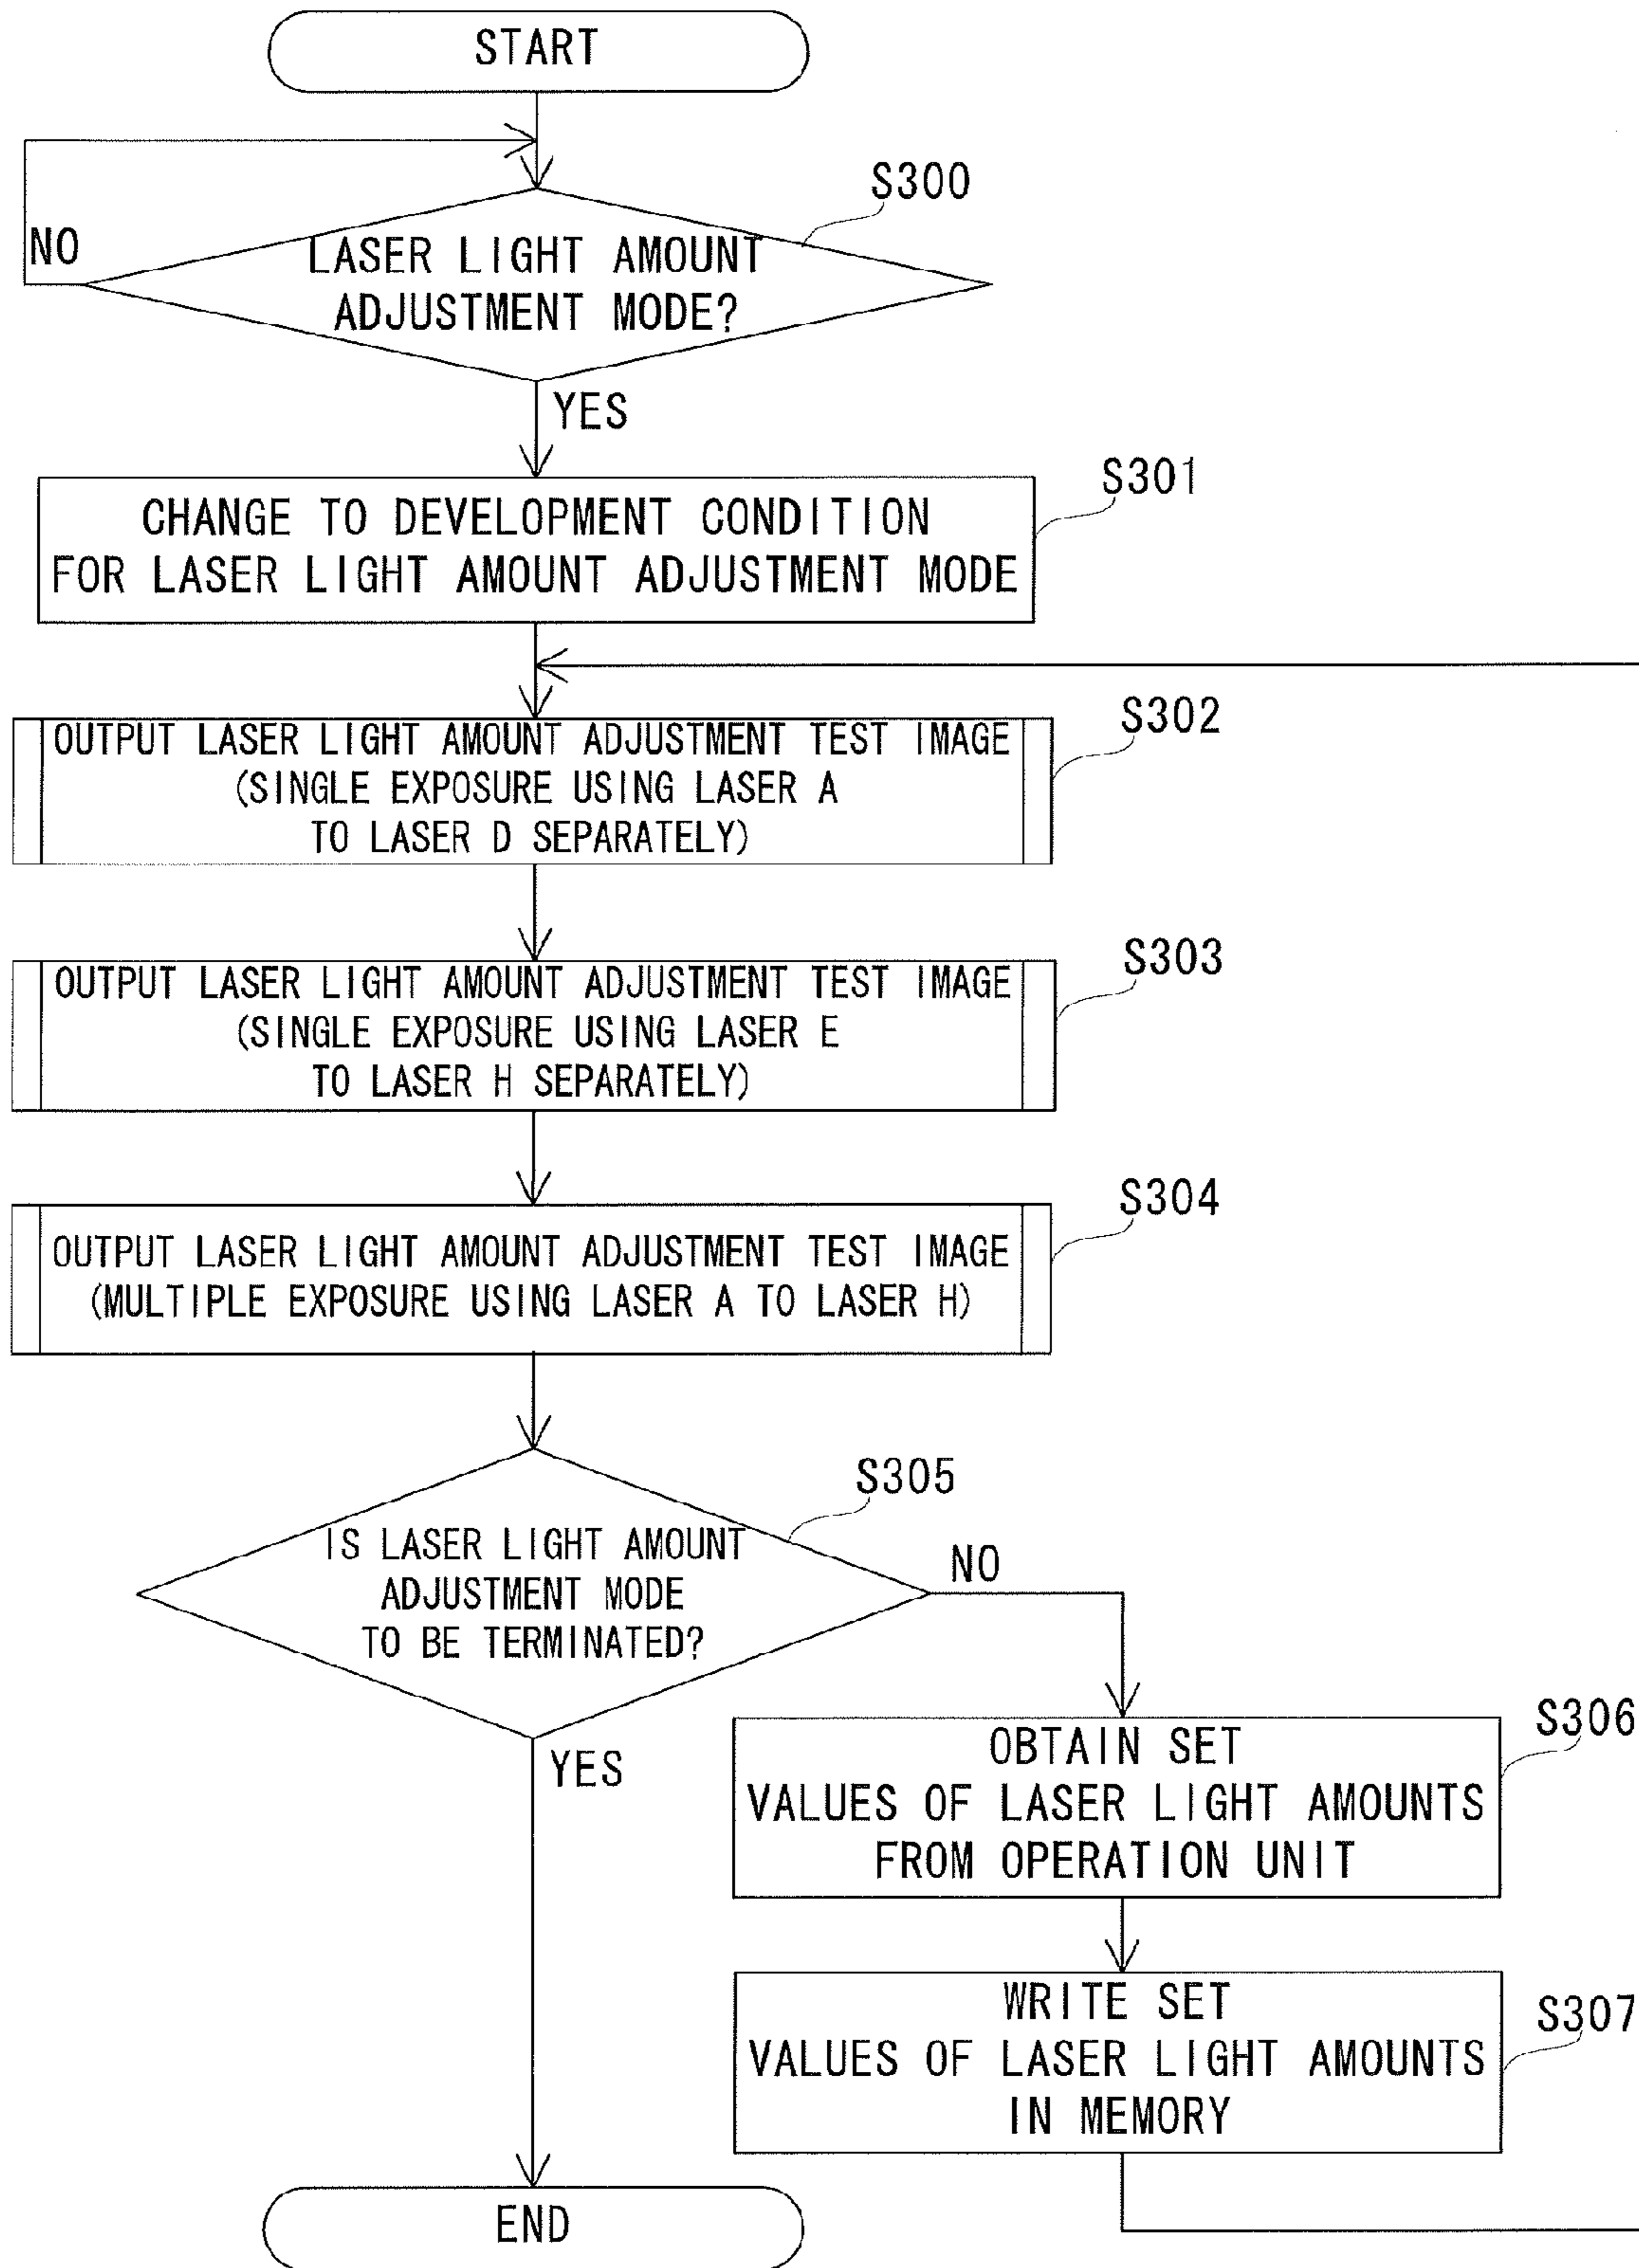 START
S300
NO
LASER LIGHT AMOUNT
ADJUSTMENT MODE?
YES
S301
CHANGE TO DEVELOPMENT CONDITION
FOR LASER LIGHT AMOUNT ADJUSTMENT MODE
S302
OUTPUT LASER LIGHT AMOUNT ADJUSTMENT TEST IMAGE
(SINGLE EXPOSURE USING LASER A
TO LASER D SEPARATELY)
S303
OUTPUT LASER LIGHT AMOUNT ADJUSTMENT TEST IMAGE
(SINGLE EXPOSURE USING LASER E
TO LASER H SEPARATELY)
S304
OUTPUT LASER LIGHT AMOUNT ADJUSTMENT TEST IMAGE
(MULTIPLE EXPOSURE USING LASER A TO LASER H)
S305
IS LASER LIGHT AMOUNT
ADJUSTMENT MODE
TO BE TERMINATED?
NO
YES
S306
OBTAIN SET
VALUES OF LASER LIGHT AMOUNTS
FROM OPERATION UNIT
S307
WRITE SET
VALUES OF LASER LIGHT AMOUNTS
IN MEMORY
END